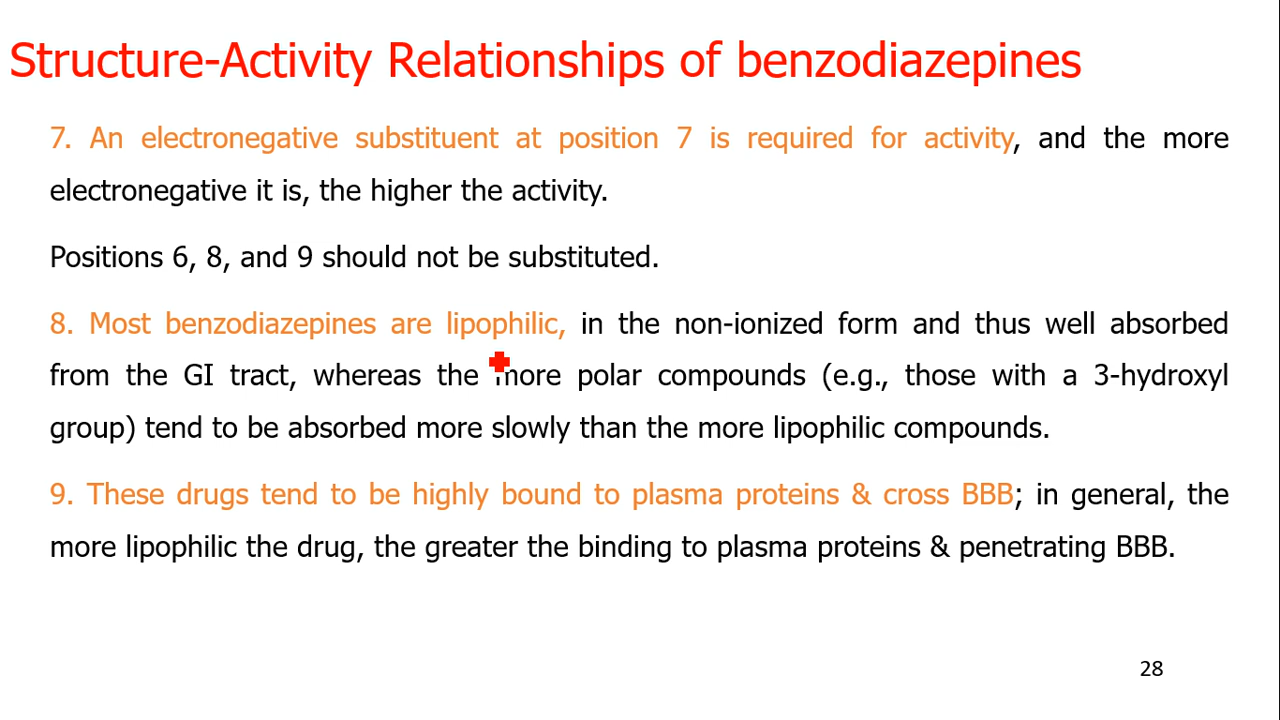 Structure-Activity Relationships of benzodiazepines
7. An electronegative substituent at position 7 is required for activity, and the more
electronegative it is, the higher the activity.
Positions 6, 8, and 9 should not be substituted.
8. Most benzodiazepines are lipophilic, in the non-ionized form and thus well absorbed
from the GI tract, whereas the more polar compounds (e.g., those with a 3-hydroxyl
group) tend to be absorbed more slowly than the more lipophilic compounds.
9. These drugs tend to be highly bound to plasma proteins & cross BBB; in general, the
more lipophilic the drug, the greater the binding to plasma proteins & penetrating BBB.
28